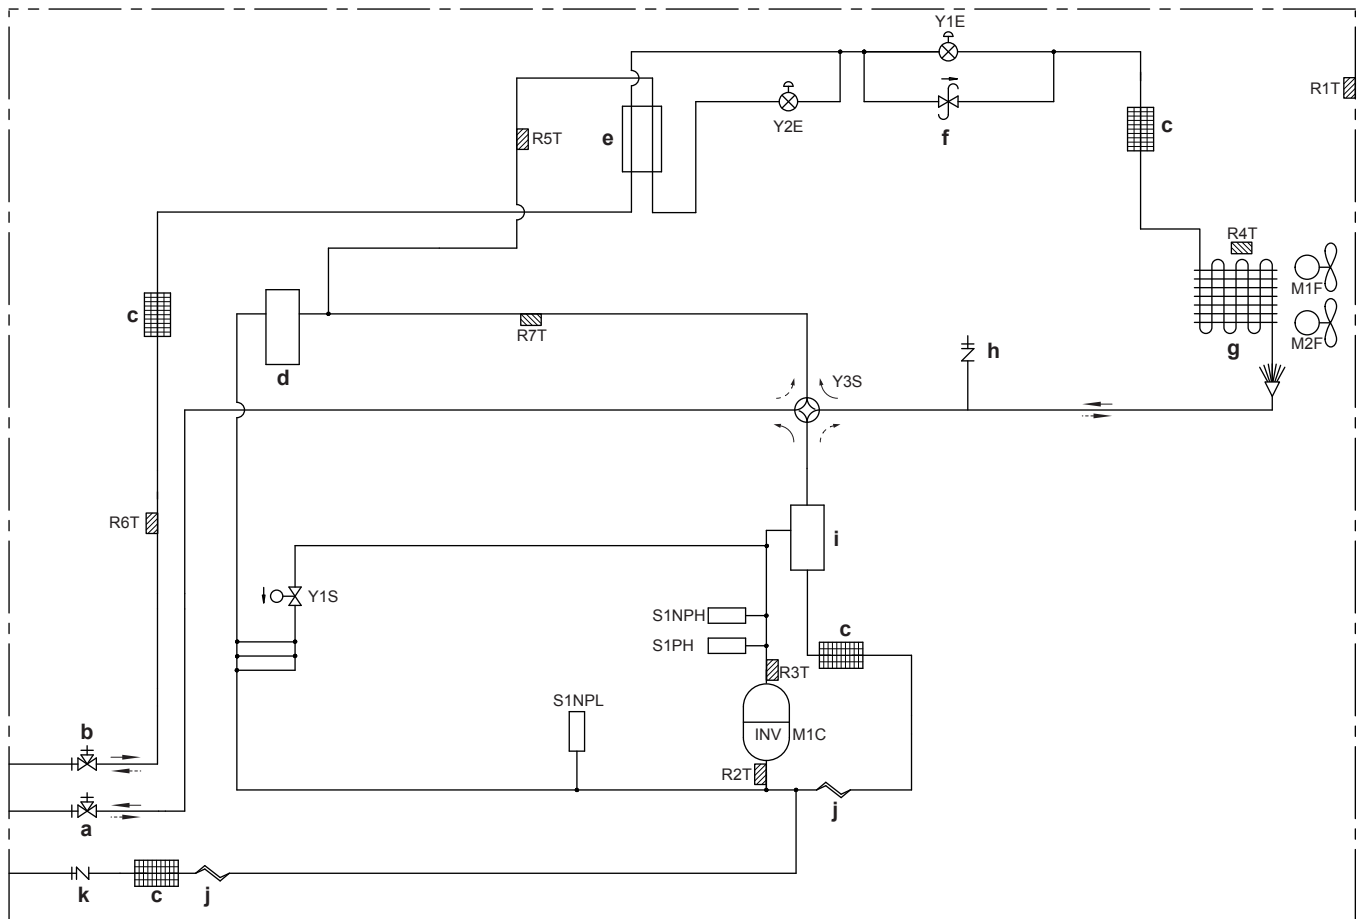 Y1E
R1T
Y2E
f
c
R5T
e
R4T
M1F
c
R7T
h
g
M2F
d
Y3S
R6T
i
Y1S
S1NPH
c
S1PH
R3T
S1NPL
b
INV
M1C
R2T
a
j
k
c
j